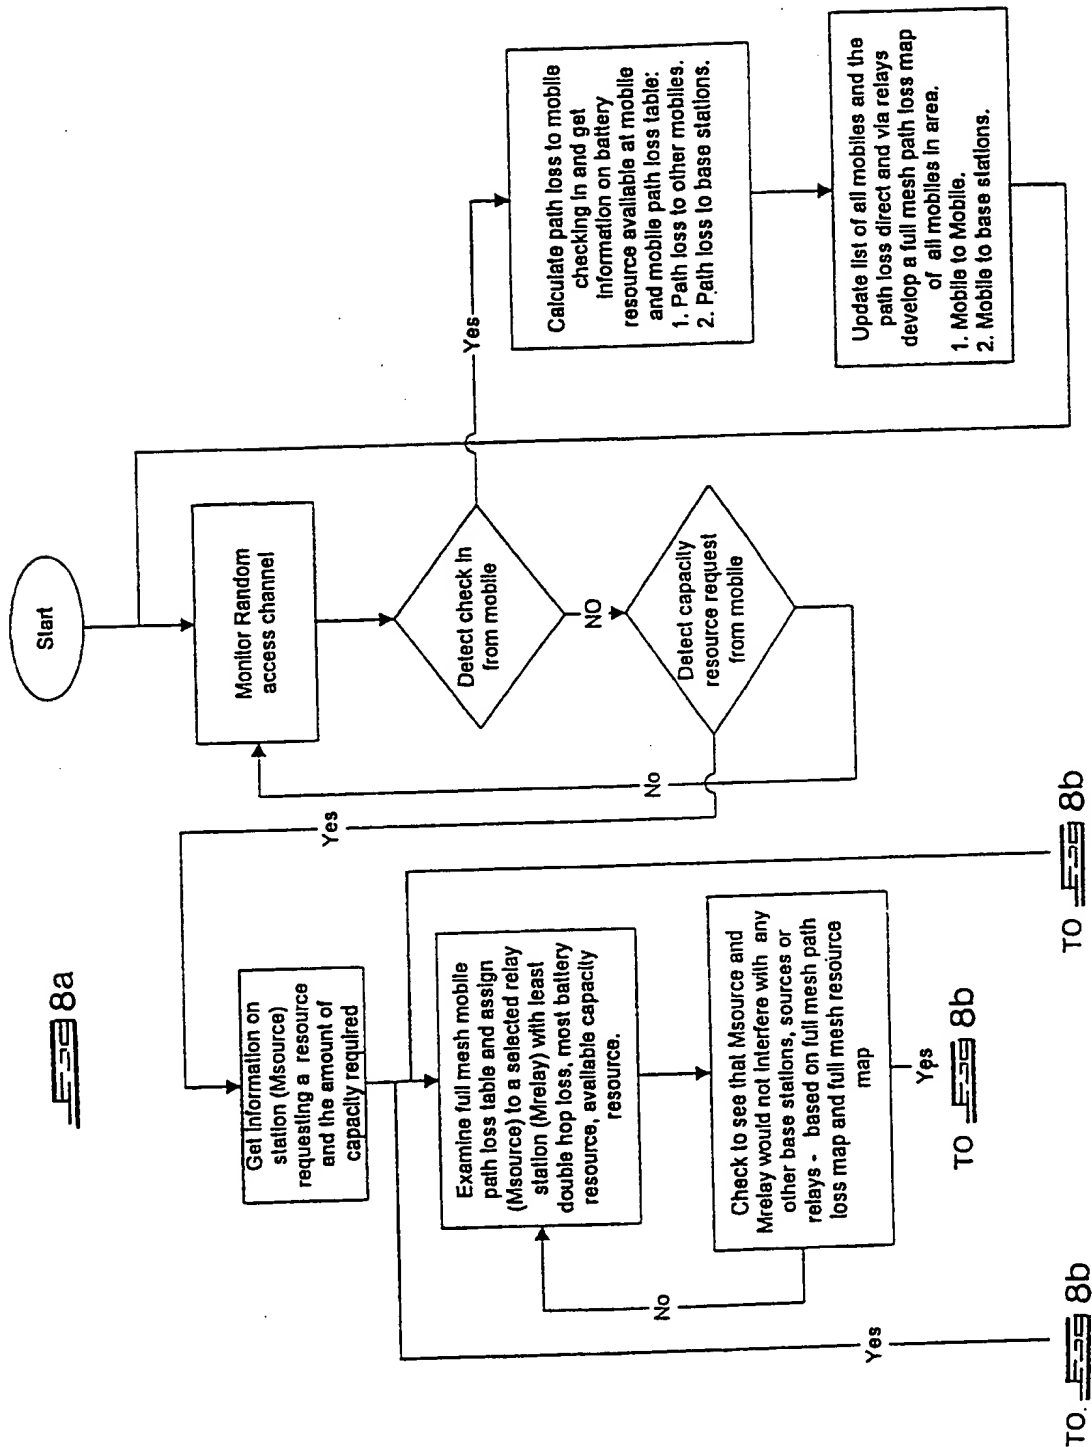 Fig 8a
Start
Monitor Random
access channel
Detect check in
from mobile
Yes
NO
Calculate path loss to mobile
checking in and get
information on battery
resource available at mobile
and mobile path loss table:
1. Path loss to other mobiles.
2. Path loss to base stations.
Update list of all mobiles and the
path loss direct and via relays
develop a full mesh path loss map
of all mobiles in area.
1. Mobile to Mobile.
2. Mobile to base stations.
Detect capacity
resource request
from mobile
No
Yes
Get information on
station (Msource)
requesting a resource
and the amount of
capacity required
Examine full mesh mobile
path loss table and assign
(Msource) to a selected relay
station (Mrelay) with least
double hop loss, most battery
resource, available capacity
resource.
Check to see that Msource and
Mrelay would not interfere with any
other base stations, sources or
relays - based on full mesh path
loss map and full mesh resource
map
No
Yes
Yes
TO. Fig 8b
TO Fig 8b
TO Fig 8b